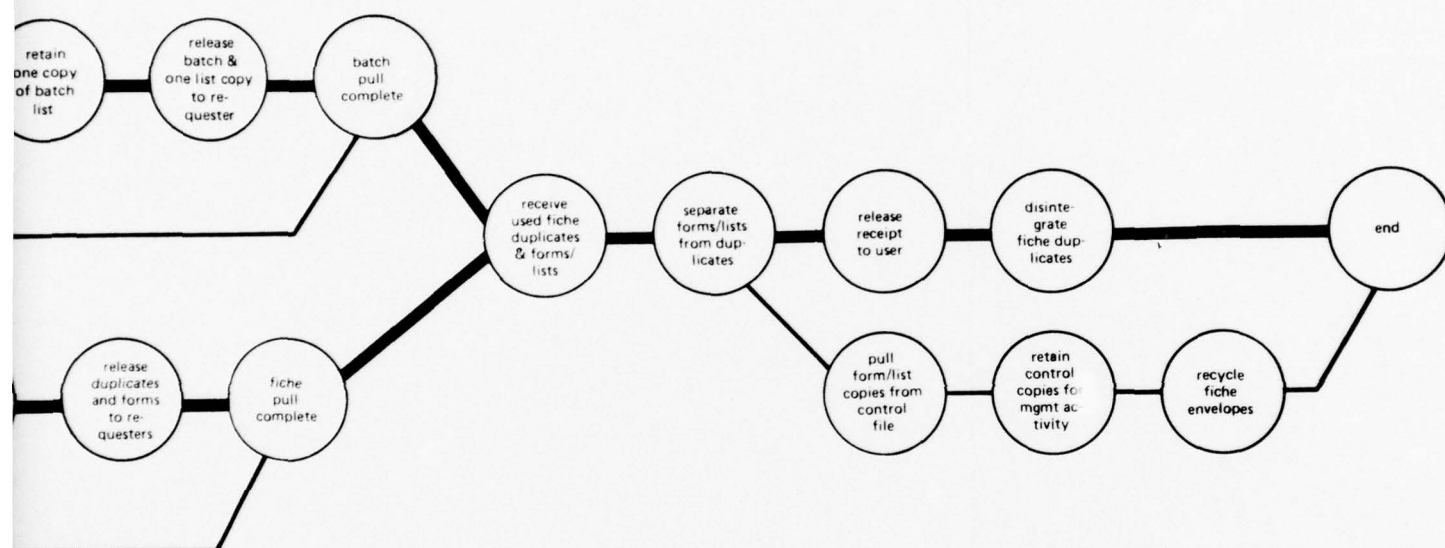 retain
one copy
of batch
list
release
batch &
one list copy
to re-
quester
batch
pull
complete
receive
used fiche
duplicates
& forms/
lists
separate
forms/lists
from dup-
licates
release
receipt
to user
disinte-
grate
fiche dup-
licates
end
release
duplicates
and forms
to re-
questers
fiche
pull
complete
pull
form/list
copies from
control
file
retain
control
copies for
mgmt ac-
tivity
recycle
fiche
envelopes